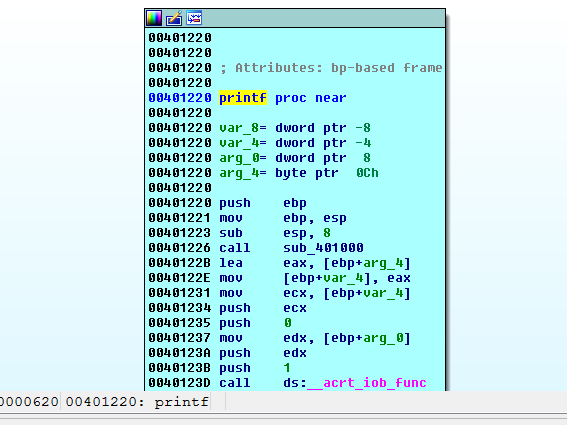 00401220
00401220
00401220 ; Attributes: bp-based frame
00401220
00401220 printf proc near
00401220
00401220 var_8= dword ptr -8
00401220 var_4= dword ptr -4
00401220 arg_0= dword ptr  8
00401220 arg_4= byte ptr  0Ch
00401220
00401220 push    ebp
00401221 mov     ebp, esp
00401223 sub     esp, 8
00401226 call    sub_401000
0040122B lea     eax, [ebp+arg_4]
0040122E mov     [ebp+var_4], eax
00401231 mov     ecx, [ebp+var_4]
00401234 push    ecx
00401235 push    0
00401237 mov     edx, [ebp+arg_0]
0040123A push    edx
0040123B push    1
0040123D call    ds:__acrt_iob_func
0000620 00401220: printf